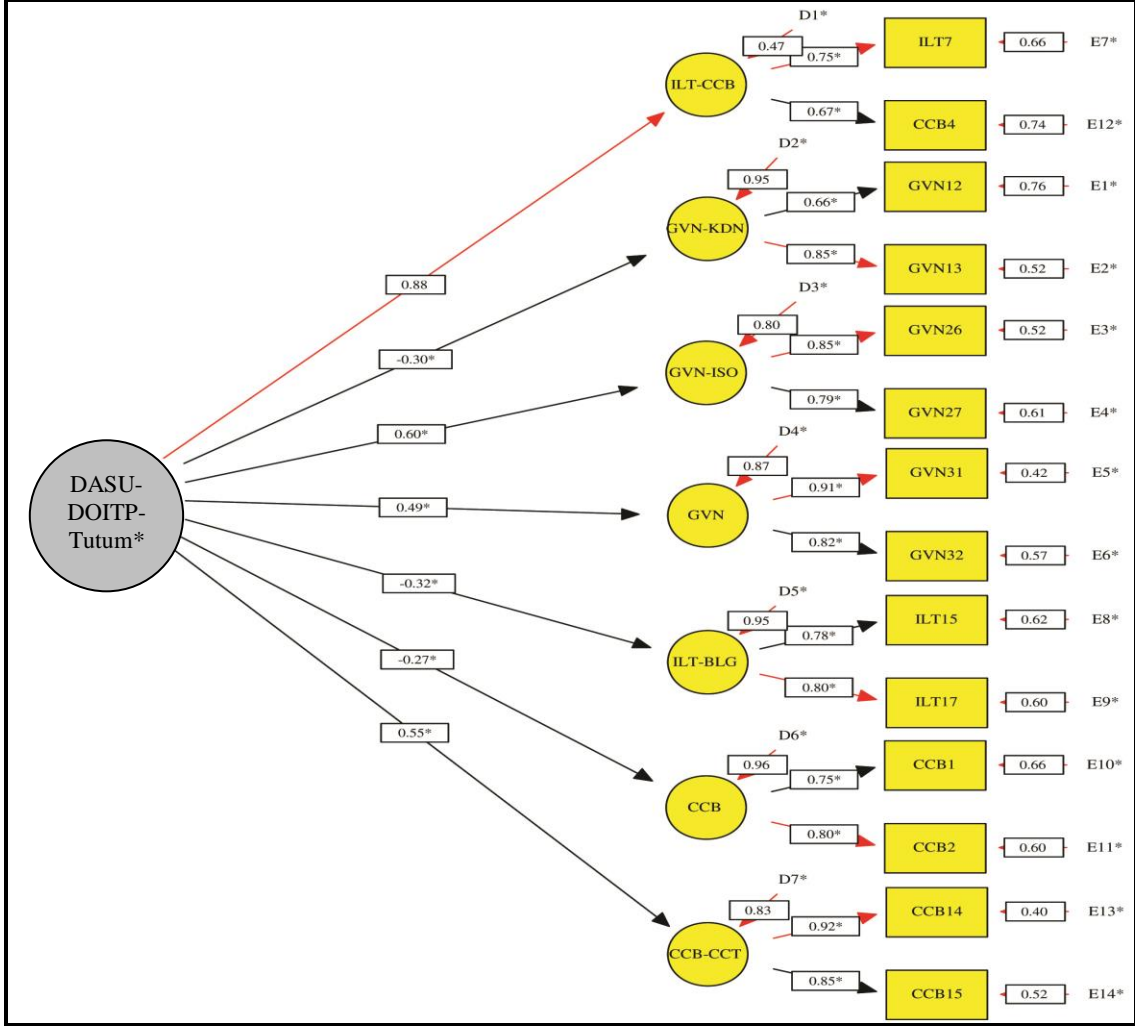 D1*
0.47
ILT7
0.66
E7*
0.75*
ILT-CCB
0.67*
CCB4
0.74
E12*
D2*
0.95
GVN12
0.76
E1*
0.66*
GVN-KDN
0.85*
GVN13
0.52
E2*
0.88
D3*
0.80
GVN26
0.52
E3*
0.85*
-0.30*
GVN-ISO
0.79*
GVN27
0.61
E4*
0.60*
D4*
0.87
GVN31
0.42
E5*
0.91*
DASU-
DOITP-
Tutum*
0.49*
GVN
0.82*
GVN32
0.57
E6*
-0.32*
D5*
0.95
ILT15
0.62
E8*
0.78*
-0.27*
ILT-BLG
0.80*
ILT17
0.60
E9*
0.55*
D6*
0.96
CCB1
0.66
E10*
0.75*
CCB
0.80*
CCB2
0.60
E11*
D7*
0.83
CCB14
0.40
E13*
0.92*
CCB-CCT
0.85*
CCB15
0.52
E14*